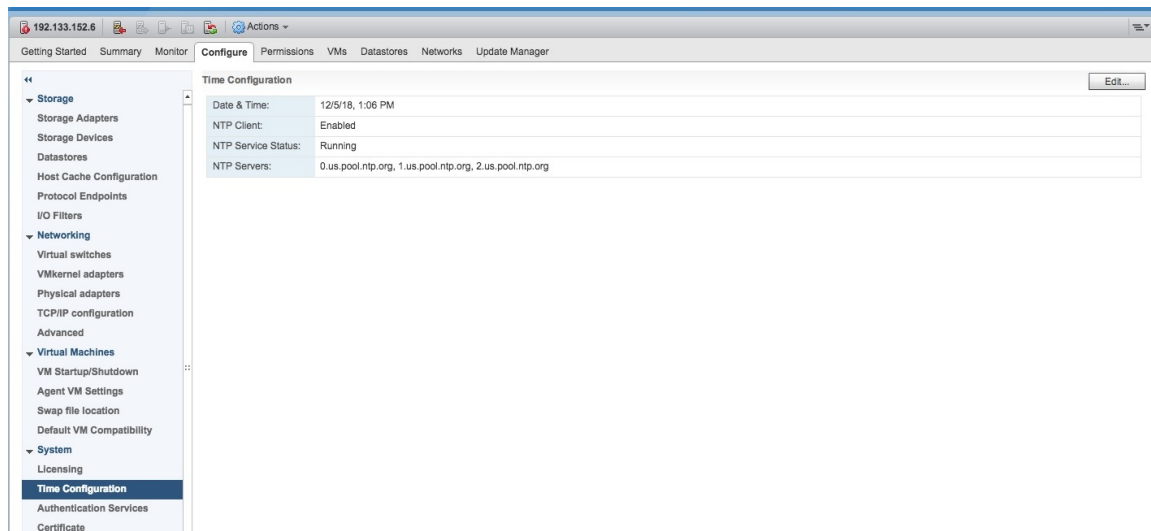 192.133.152.6 Actions
Getting Started Summary Monitor Configure Permissions VMs Datastores Networks Update Manager
Storage
Storage Adapters
Storage Devices
Datastores
Host Cache Configuration
Protocol Endpoints
I/O Filters
Networking
Virtual switches
VMkernel adapters
Physical adapters
TCP/IP configuration
Advanced
Virtual Machines
VM Startup/Shutdown
Agent VM Settings
Swap file location
Default VM Compatibility
System
Licensing
Time Configuration
Authentication Services
Certificate
Time Configuration Edit...
Date & Time: 12/5/18, 1:06 PM
NTP Client: Enabled
NTP Service Status: Running
NTP Servers: 0.us.pool.ntp.org, 1.us.pool.ntp.org, 2.us.pool.ntp.org